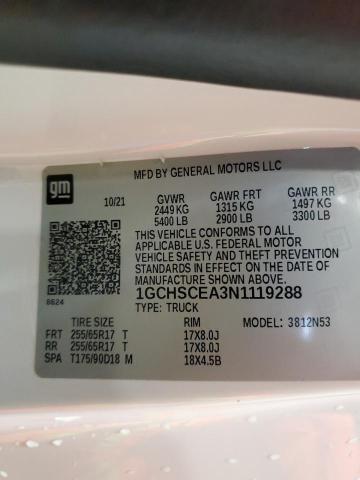 gm
MFD BY GENERAL MOTORS LLC
10/21 GVWR GAWR FRT GAWR RR
2449 KG 1315 KG 1497 KG
5400 LB 2900 LB 3300 LB
THIS VEHICLE CONFORMS TO ALL
APPLICABLE U.S. FEDERAL MOTOR
VEHICLE SAFETY AND THEFT PREVENTION
STANDARDS IN EFFECT ON THE DATE
OF MANUFACTURE SHOWN ABOVE.
8624 1GCHSCEA3N1119288
TYPE: TRUCK
TIRE SIZE RIM MODEL: 3812N53
FRT 255/65R17 T 17X8.0J
RR 255/65R17 T 17X8.0J
SPA T175/90D18 M 18X4.5B